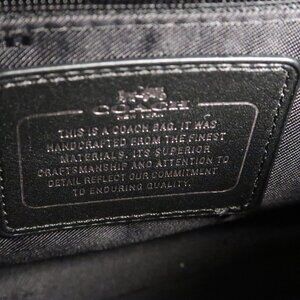 COACH
THIS IS A COACH BAG. IT WAS
HANDCRAFTED FROM THE FINEST
MATERIALS. ITS SUPERIOR
CRAFTSMANSHIP AND ATTENTION TO
DETAIL REFLECT OUR COMMITMENT
TO ENDURING QUALITY.